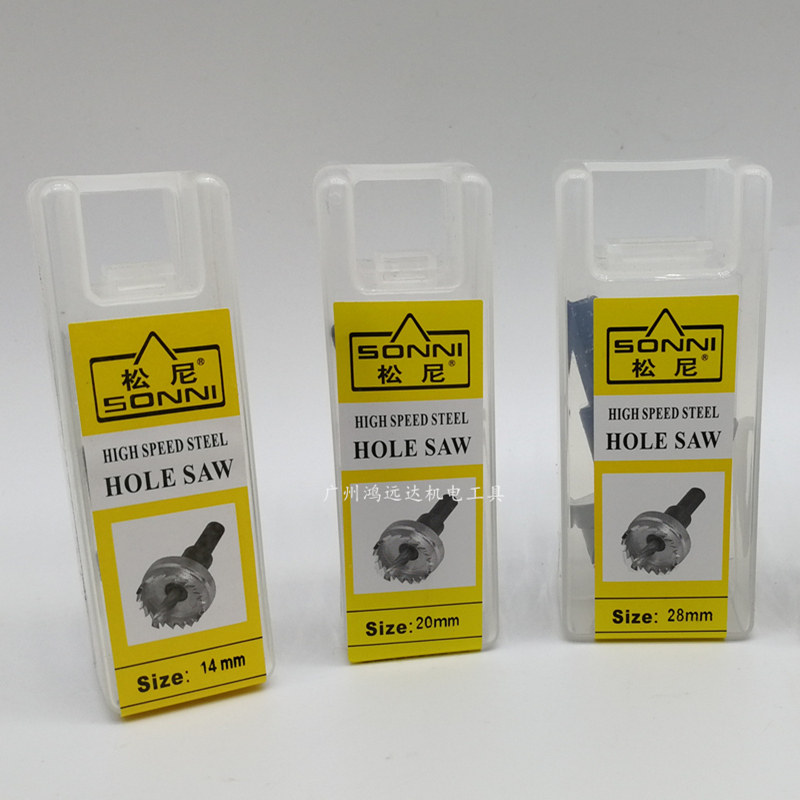 松尼®
SONNI
HIGH SPEED STEEL
HOLE SAW
Size: 14mm
SONNI
松尼®
HIGH SPEED STEEL
HOLE SAW
Size: 20mm
SONNI
松尼®
HIGH SPEED STEEL
HOLE SAW
Size: 28mm
广州鸿远达机电工具